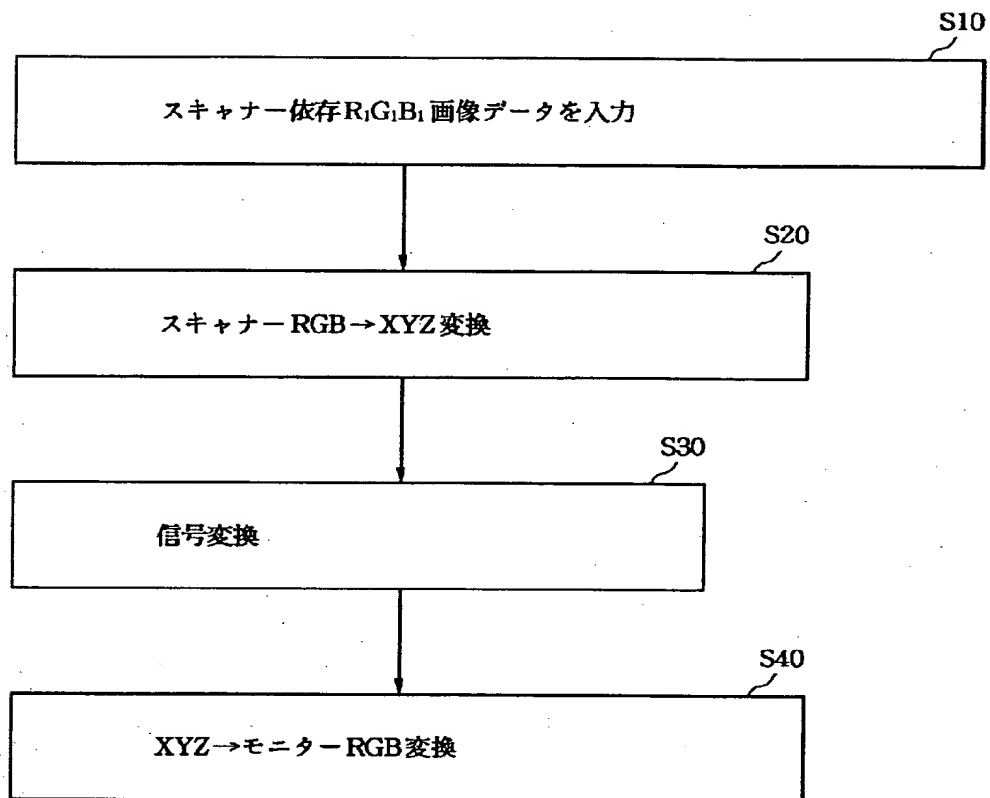 S10
スキャナー依存R₁G₁B₁画像データを入力
S20
スキャナーRGB→XYZ変換
S30
信号変換
S40
XYZ→モニターRGB変換